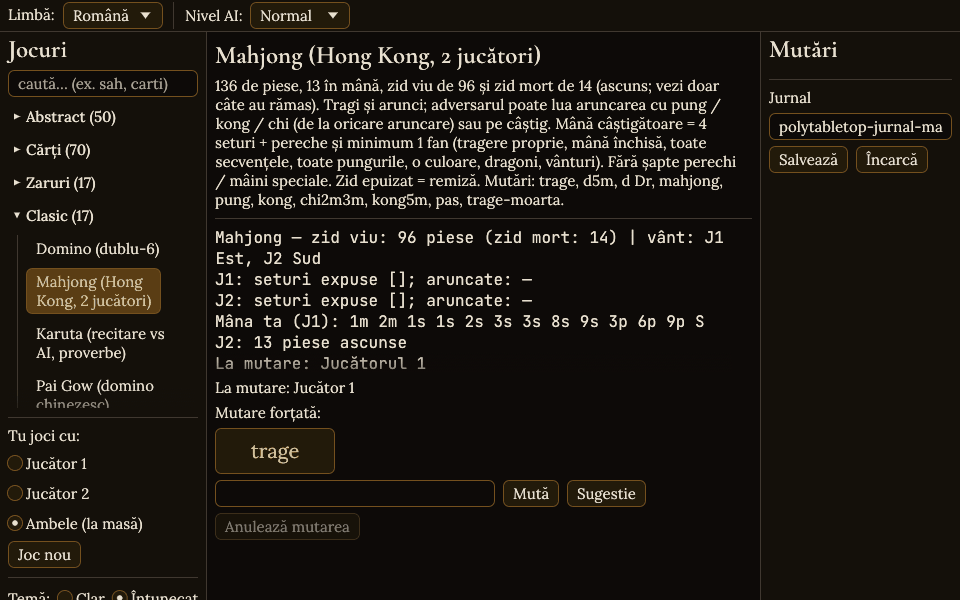 Limbă: Română Nivel AI: Normal
Jocuri
caută... (ex. sah, carti)
Abstract (50)
Cărți (70)
Zaruri (17)
Clasic (17)
Domino (dublu-6)
Mahjong (Hong
Kong, 2 jucători)
Karuta (recitare vs
AI, proverbe)
Pai Gow (domino
chinezesc)
Tu joci cu:
Jucător 1
Jucător 2
Ambele (la masă)
Joc nou
Temă: Clar Întunecat
Mahjong (Hong Kong, 2 jucători)
136 de piese, 13 în mână, zid viu de 96 și zid mort de 14 (ascuns; vezi doar
câte au rămas). Tragi și arunci; adversarul poate lua aruncarea cu pung /
kong / chi (de la oricare aruncare) sau pe câștig. Mână câștigătoare = 4
seturi + pereche și minimum 1 fan (tragere proprie, mână închisă, toate
secvențele, toate pungurile, o culoare, dragoni, vânturi). Fără șapte perechi
/ mâini speciale. Zid epuizat = remiză. Mutări: trage, d5m, d Dr, mahjong,
pung, kong, chi2m3m, kong5m, pas, trage-moarta.
Mahjong — zid viu: 96 piese (zid mort: 14) | vânt: J1
Est, J2 Sud
J1: seturi expuse []; aruncate: —
J2: seturi expuse []; aruncate: —
Mâna ta (J1): 1m 2m 1s 1s 2s 3s 3s 8s 9s 3p 6p 9p S
J2: 13 piese ascunse
La mutare: Jucătorul 1
La mutare: Jucător 1
Mutare forțată:
trage
Mută Sugestie
Anulează mutarea
Mutări
Jurnal
polytabletop-jurnal-ma
Salvează Încarcă